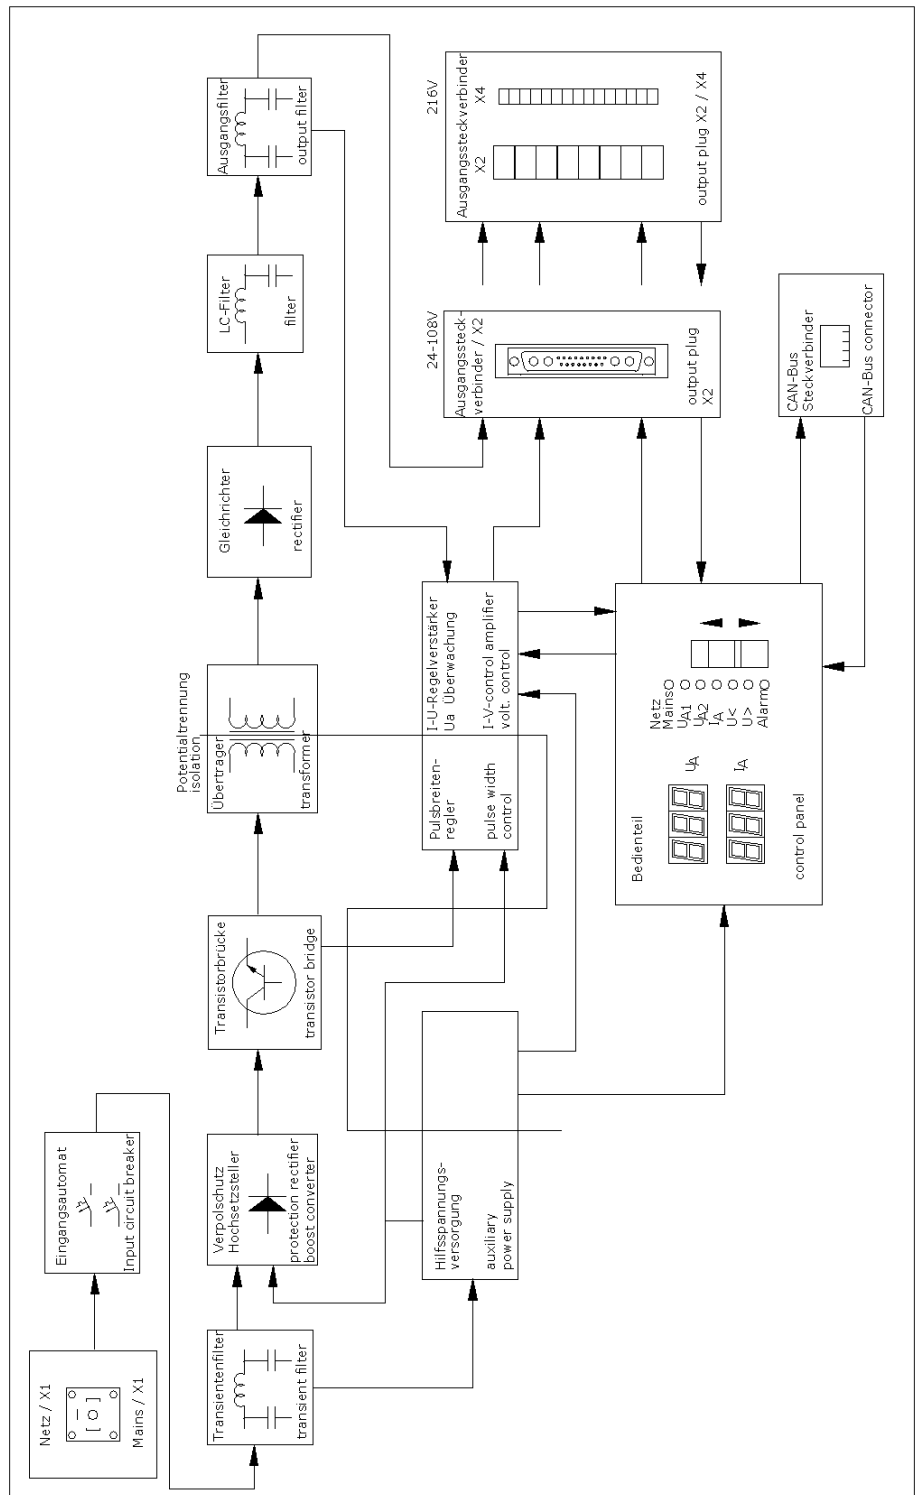 Netz / X1
Mains / X1
Eingangsautomat
Input circuit breaker
Transientenfilter
transient filter
Verpolschutz
Hochsetzsteller
protection rectifier
boost converter
Transistorbrücke
transistor bridge
Potentialtrennung
isolation
Übertrager
transformer
Gleichrichter
rectifier
LC-Filter
filter
Ausgangsfilter
output filter
Hilfsspannungs-
versorgung
auxiliary
power supply
Pulsbreiten-
regler
pulse width
control
I-U-Regelverstärker
Ua Überwachung
I-V-control amplifier
volt. control
24-108V
Ausgangssteck-
verbinder / X2
output plug
X2
216V
Ausgangssteckverbinder
X2
X4
output plug X2 / X4
Bedienteil
UA
IA
control panel
Netz
Mains
UA1
UA2
IA
U<
U>
Alarm
CAN-Bus
Steckverbinder
CAN-Bus connector